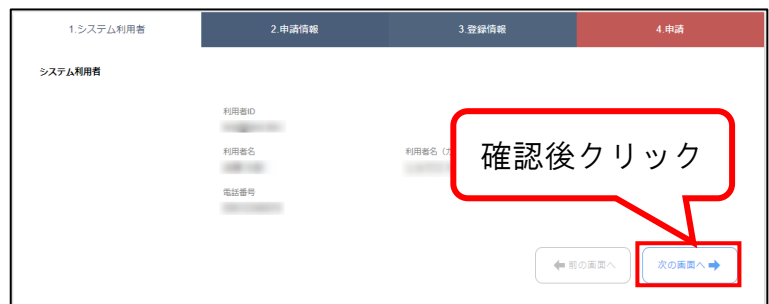 1.システム利用者
2.申請情報
3.登録情報
4.申請
システム利用者
利用者ID
利用者名
利用者名 (カ
電話番号
確認後クリック
前の画面へ
次の画面へ